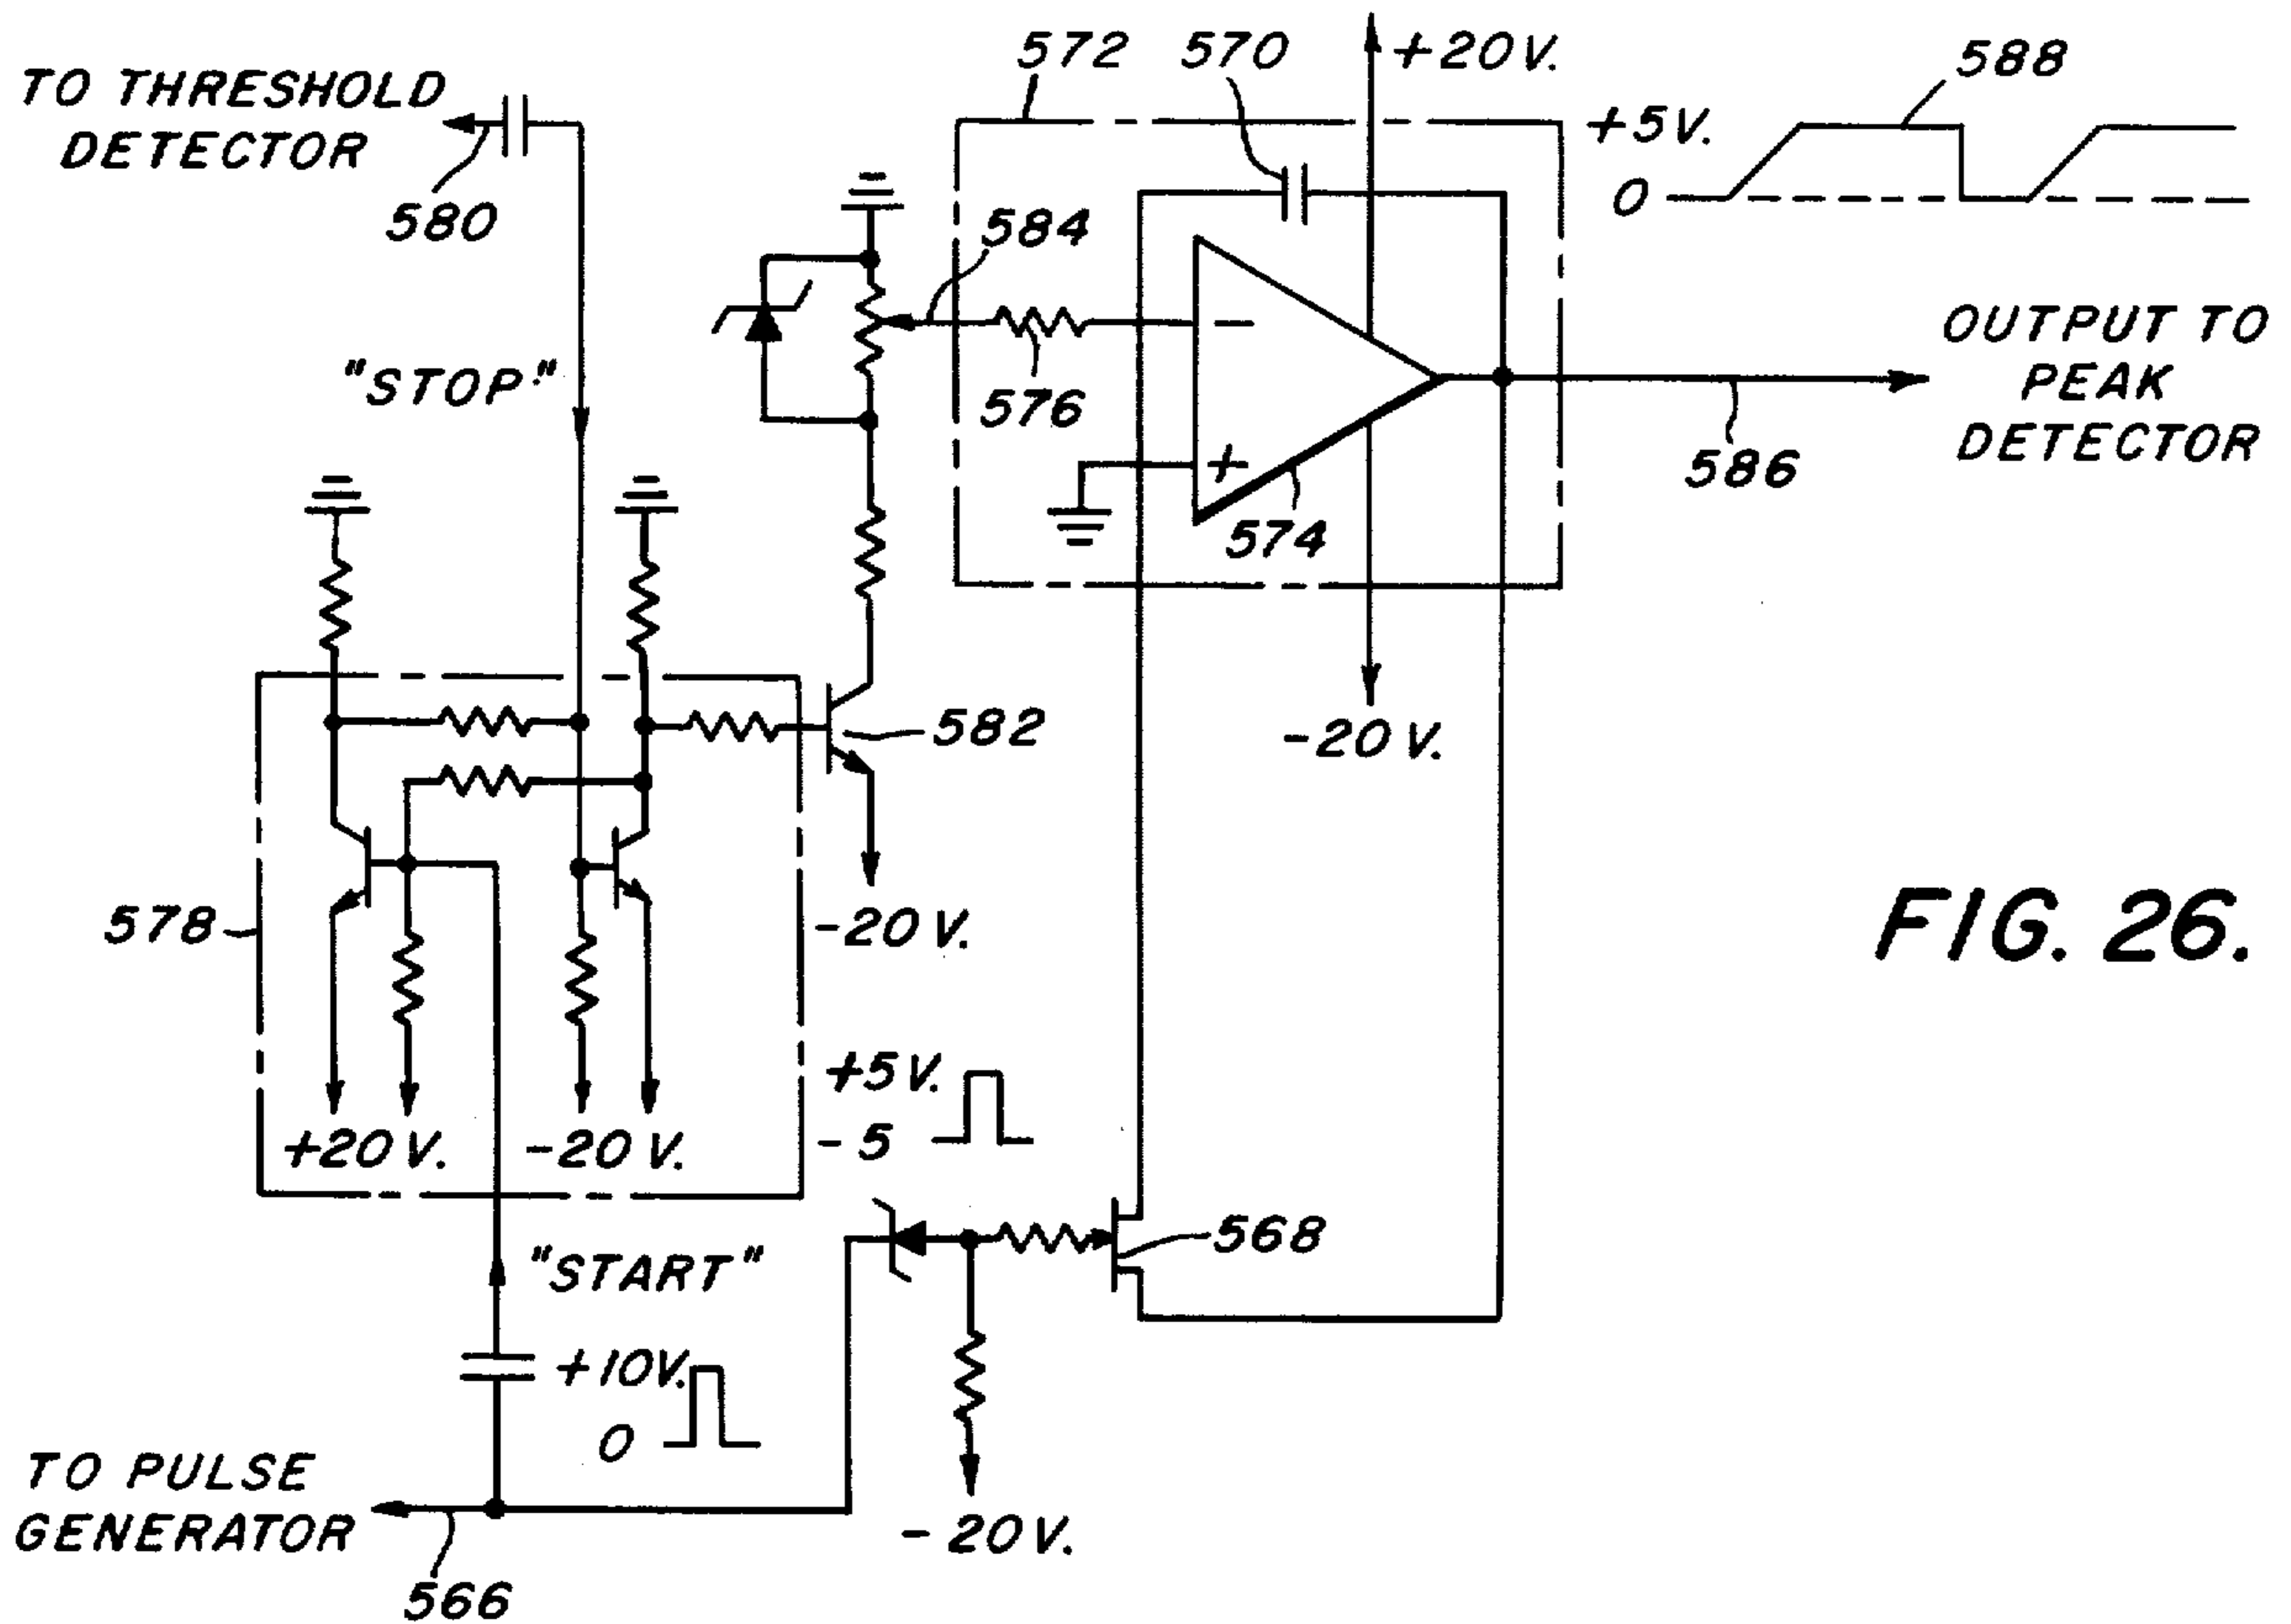 TO THRESHOLD
DETECTOR
580
"STOP"
572
570
+20V.
588
+5V.
0
584
576
-
+
574
OUTPUT TO
PEAK
DETECTOR
586
-20V.
582
-20V.
578
+20V.
-20V.
+5V.
-5
"START"
568
+10V.
0
TO PULSE
GENERATOR
566
-20V.
FIG. 26.